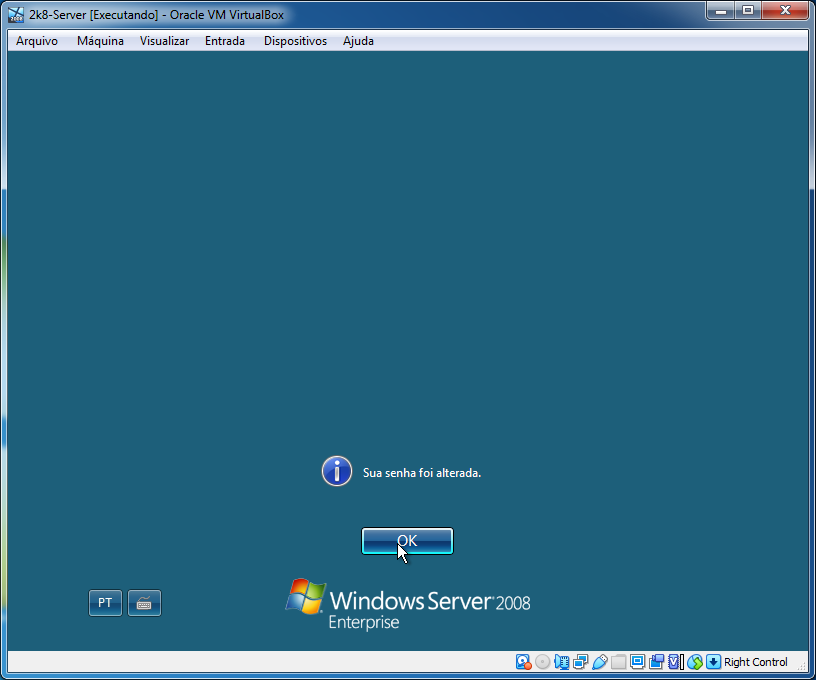 2k8-Server [Executando] - Oracle VM VirtualBox
Arquivo Máquina Visualizar Entrada Dispositivos Ajuda
Sua senha foi alterada.
OK
PT
Windows Server 2008
Enterprise
Right Control